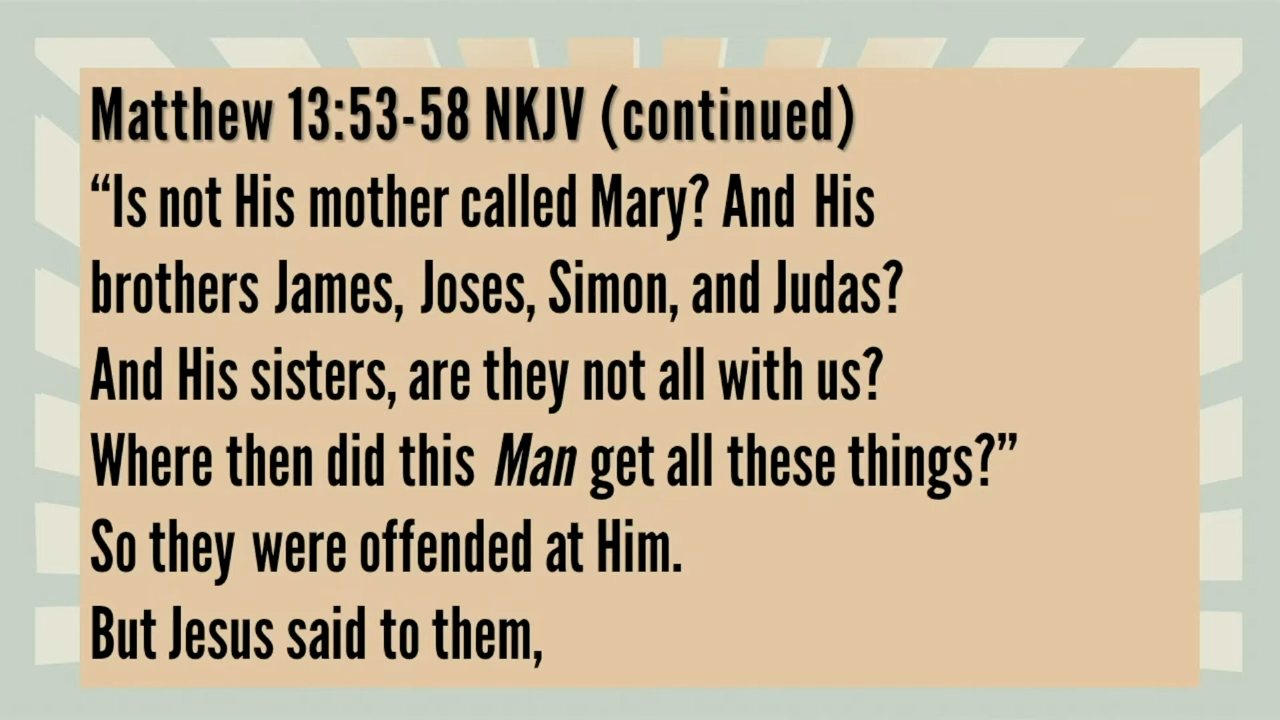 Matthew 13:53-58 NKJV (continued)
“Is not His mother called Mary? And His
brothers James, Joses, Simon, and Judas?
And His sisters, are they not all with us?
Where then did this Man get all these things?”
So they were offended at Him.
But Jesus said to them,